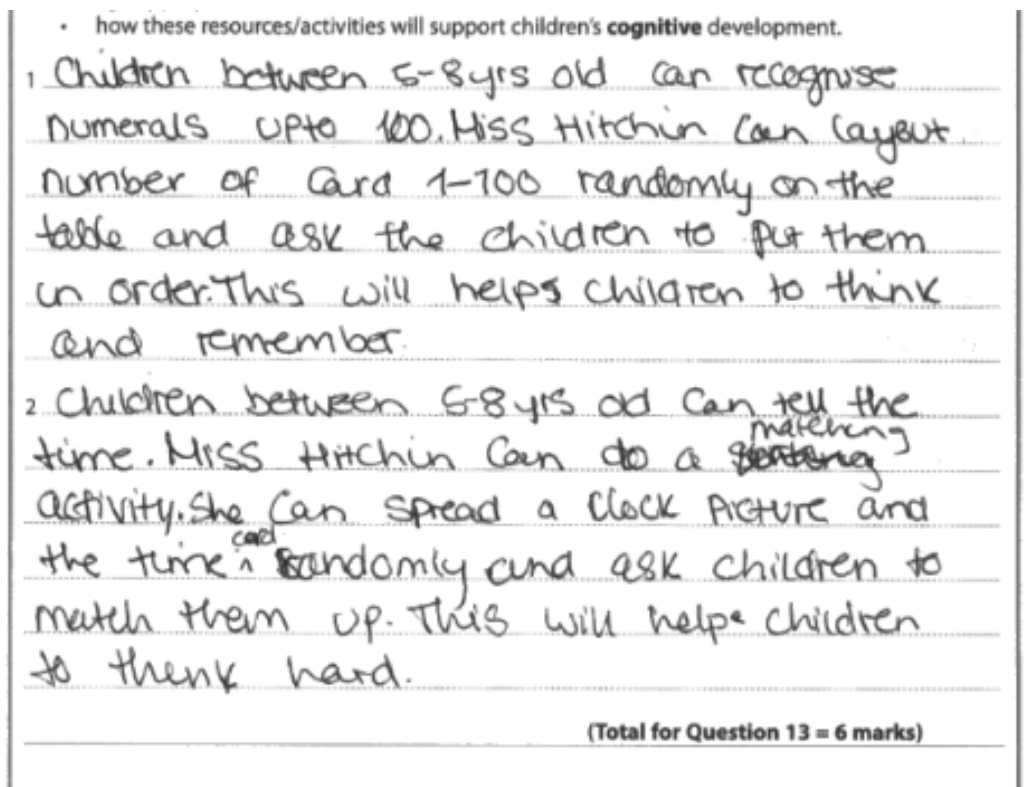 • how these resources/activities will support children's cognitive development.
1 Children between 5-8yrs old can recognise
numerals upto 100. Miss Hitchin can layout
number of Card 1-100 randomly on the
table and ask the children to put them
in order. This will helps children to think
and remember.
2 Children between 5-8 yrs old can tell the
matching
time. Miss Hitchin can do a
activity. She can spread a clock picture and
card
the time ^ randomly and ask children to
match them up. This will helps children
to thenk hard.
(Total for Question 13 = 6 marks)